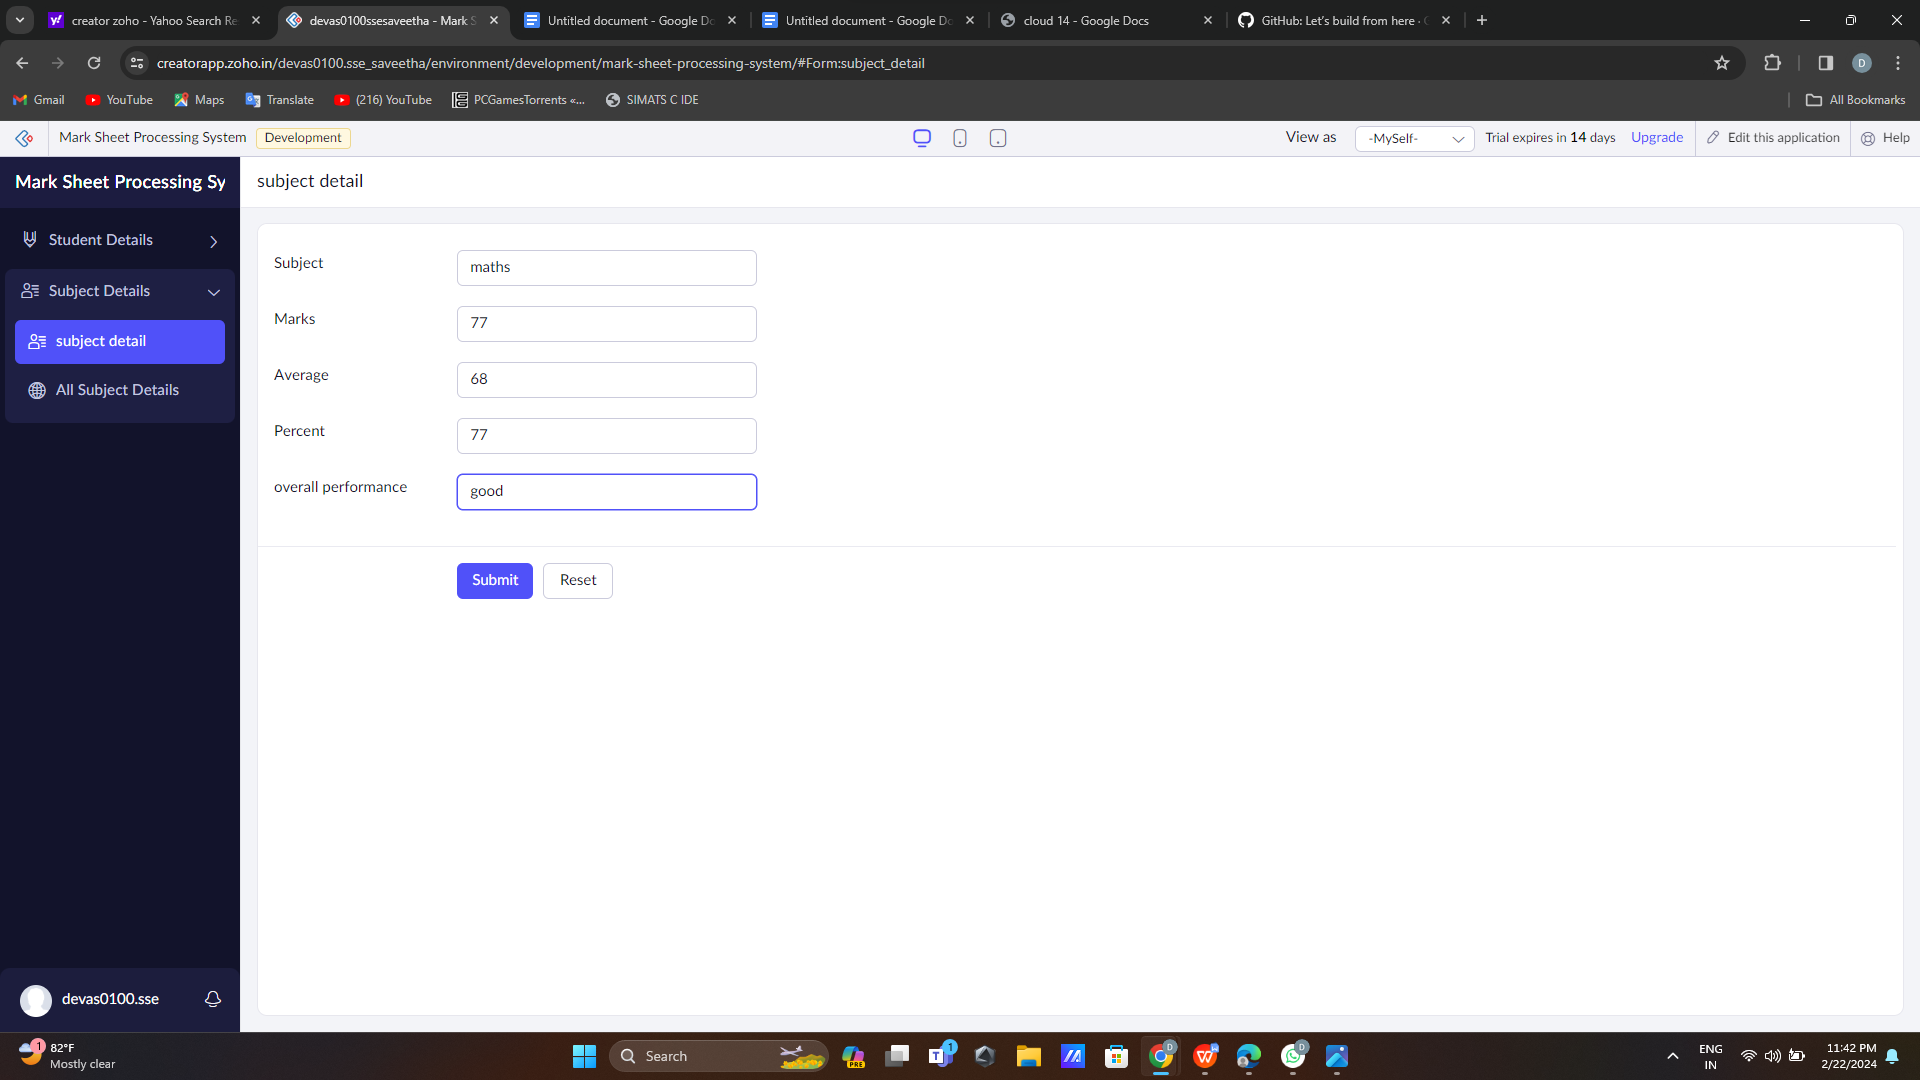 creator zoho - Yahoo Search Re
devas0100ssesaveetha - Mark S
Untitled document - Google Do
Untitled document - Google Do
cloud 14 - Google Docs
GitHub: Let's build from here ·
creatorapp.zoho.in/devas0100.sse_saveetha/environment/development/mark-sheet-processing-system/#Form:subject_detail
D
Gmail
YouTube
Maps
Translate
(216) YouTube
PCGamesTorrents «...
SIMATS C IDE
All Bookmarks
Mark Sheet Processing System
Development
View as
-MySelf-
Trial expires in 14 days
Upgrade
Edit this application
Help
Mark Sheet Processing Sy
subject detail
Student Details
Subject Details
subject detail
All Subject Details
Subject
maths
Marks
77
Average
68
Percent
77
overall performance
good
Submit
Reset
devas0100.sse
1
82°F
Mostly clear
Search
PRE
1
D
D
ENG
IN
11:42 PM
2/22/2024